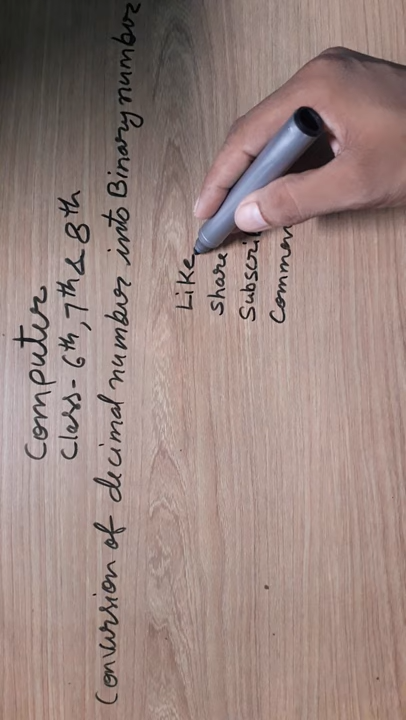 Computer
Class- 6th, 7th & 8th
Conversion of decimal number into Binary number
Like
Share